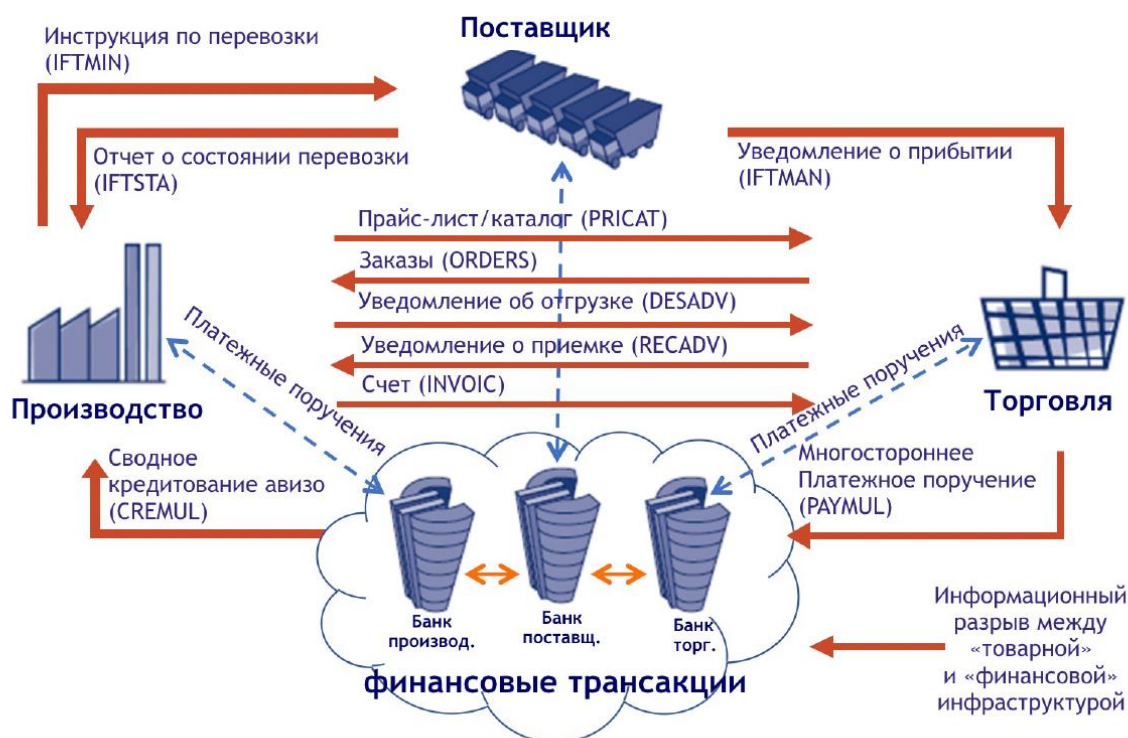 Поставщик
Инструкция по перевозки
(IFTMIN)
Отчет о состоянии перевозки
(IFTSTA)
Уведомление о прибытии
(IFTMAN)
Прайс-лист/каталог (PRICAT)
Заказы (ORDERS)
Уведомление об отгрузке (DESADV)
Уведомление о приемке (RECADV)
Счет (INVOIC)
Производство
Торговля
Платежные поручения
Платежные поручения
Сводное
кредитование авизо
(CREMUL)
Многостороннее
Платежное поручение
(PAYMUL)
Банк
производ.
Банк
поставщ.
Банк
торг.
финансовые транзакции
Информационный
разрыв между
«товарной»
и «финансовой»
инфраструктурой